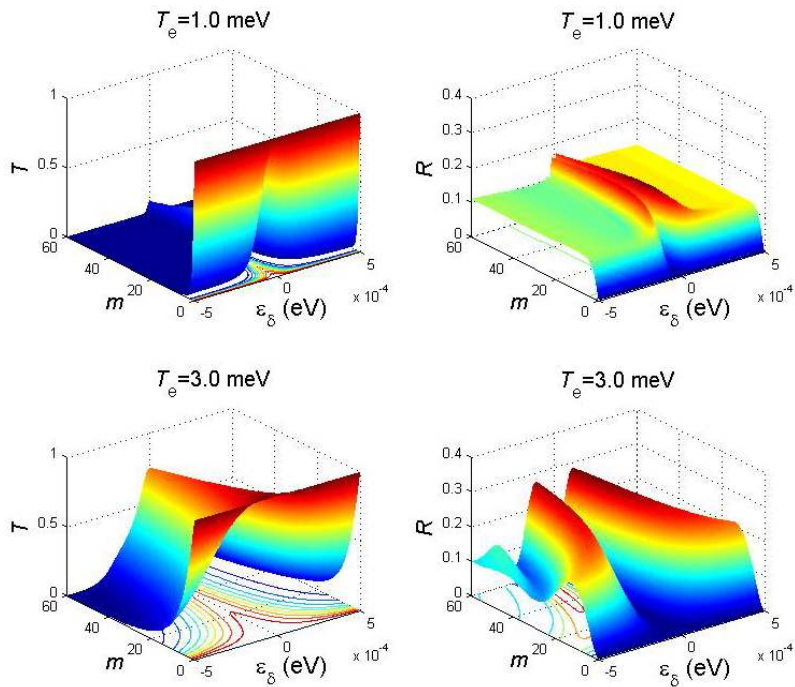 T_e=1.0 meV
T_e=1.0 meV
1
0.5
0
T
60
40
20
0
m
-5
0
5
ε_δ (eV)
x 10^-4
0.4
0.3
0.2
0.1
0
R
60
40
20
0
m
-5
0
5
ε_δ (eV)
x 10^-4
T_e=3.0 meV
T_e=3.0 meV
1
0.5
0
T
60
40
20
0
m
-5
0
5
ε_δ (eV)
x 10^-4
0.4
0.3
0.2
0.1
0
R
60
40
20
0
m
-5
0
5
ε_δ (eV)
x 10^-4